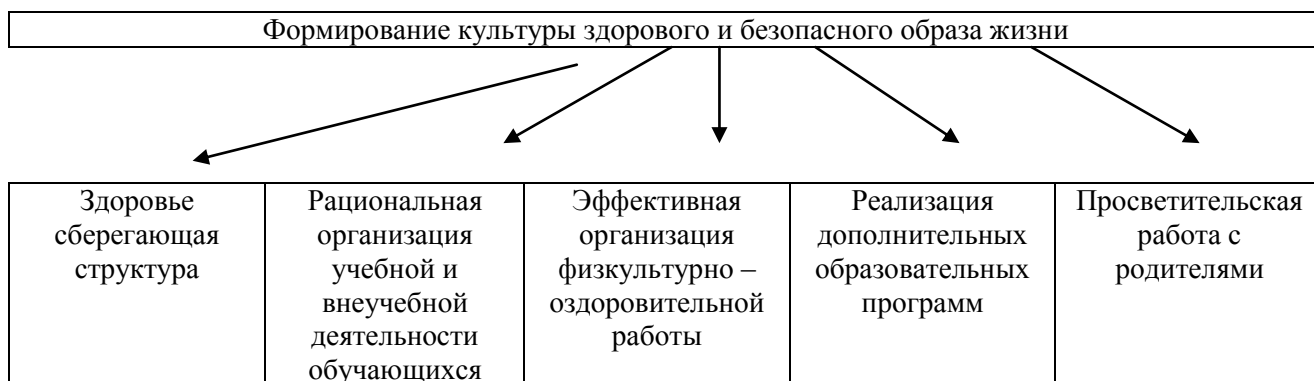 Формирование культуры здорового и безопасного образа жизни
Здоровье
сберегающая
структура
Рациональная
организация
учебной и
внеучебной
деятельности
обучающихся
Эффективная
организация
физкультурно –
оздоровительной
работы
Реализация
дополнительных
образовательных
программ
Просветительская
работа с
родителями